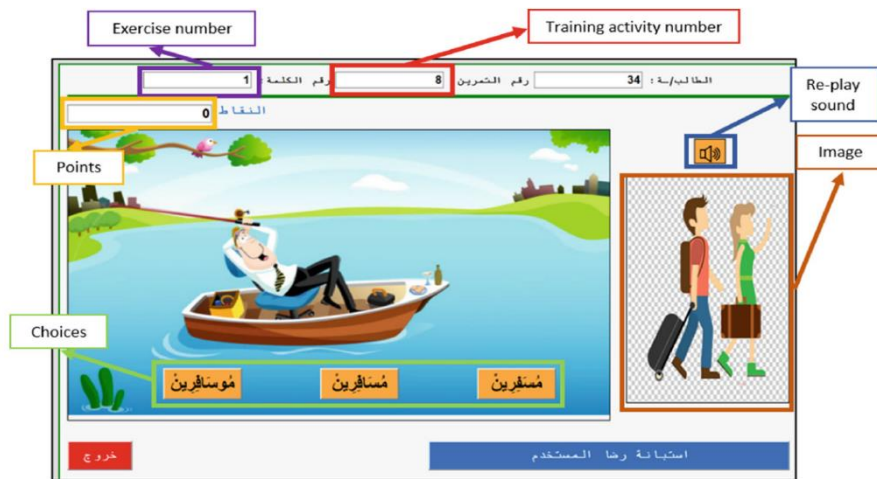 Exercise number
Training activity number
الطالب/ـة: 34 رقم التمرين 8 رقم الكلمة: 1
Re-play sound
النقاط 0
Points
Image
Choices
مُسَفِرِينْ مُسَافِرِينْ مُوسَافِرِينْ
استبانة رضا المستخدم
خروج